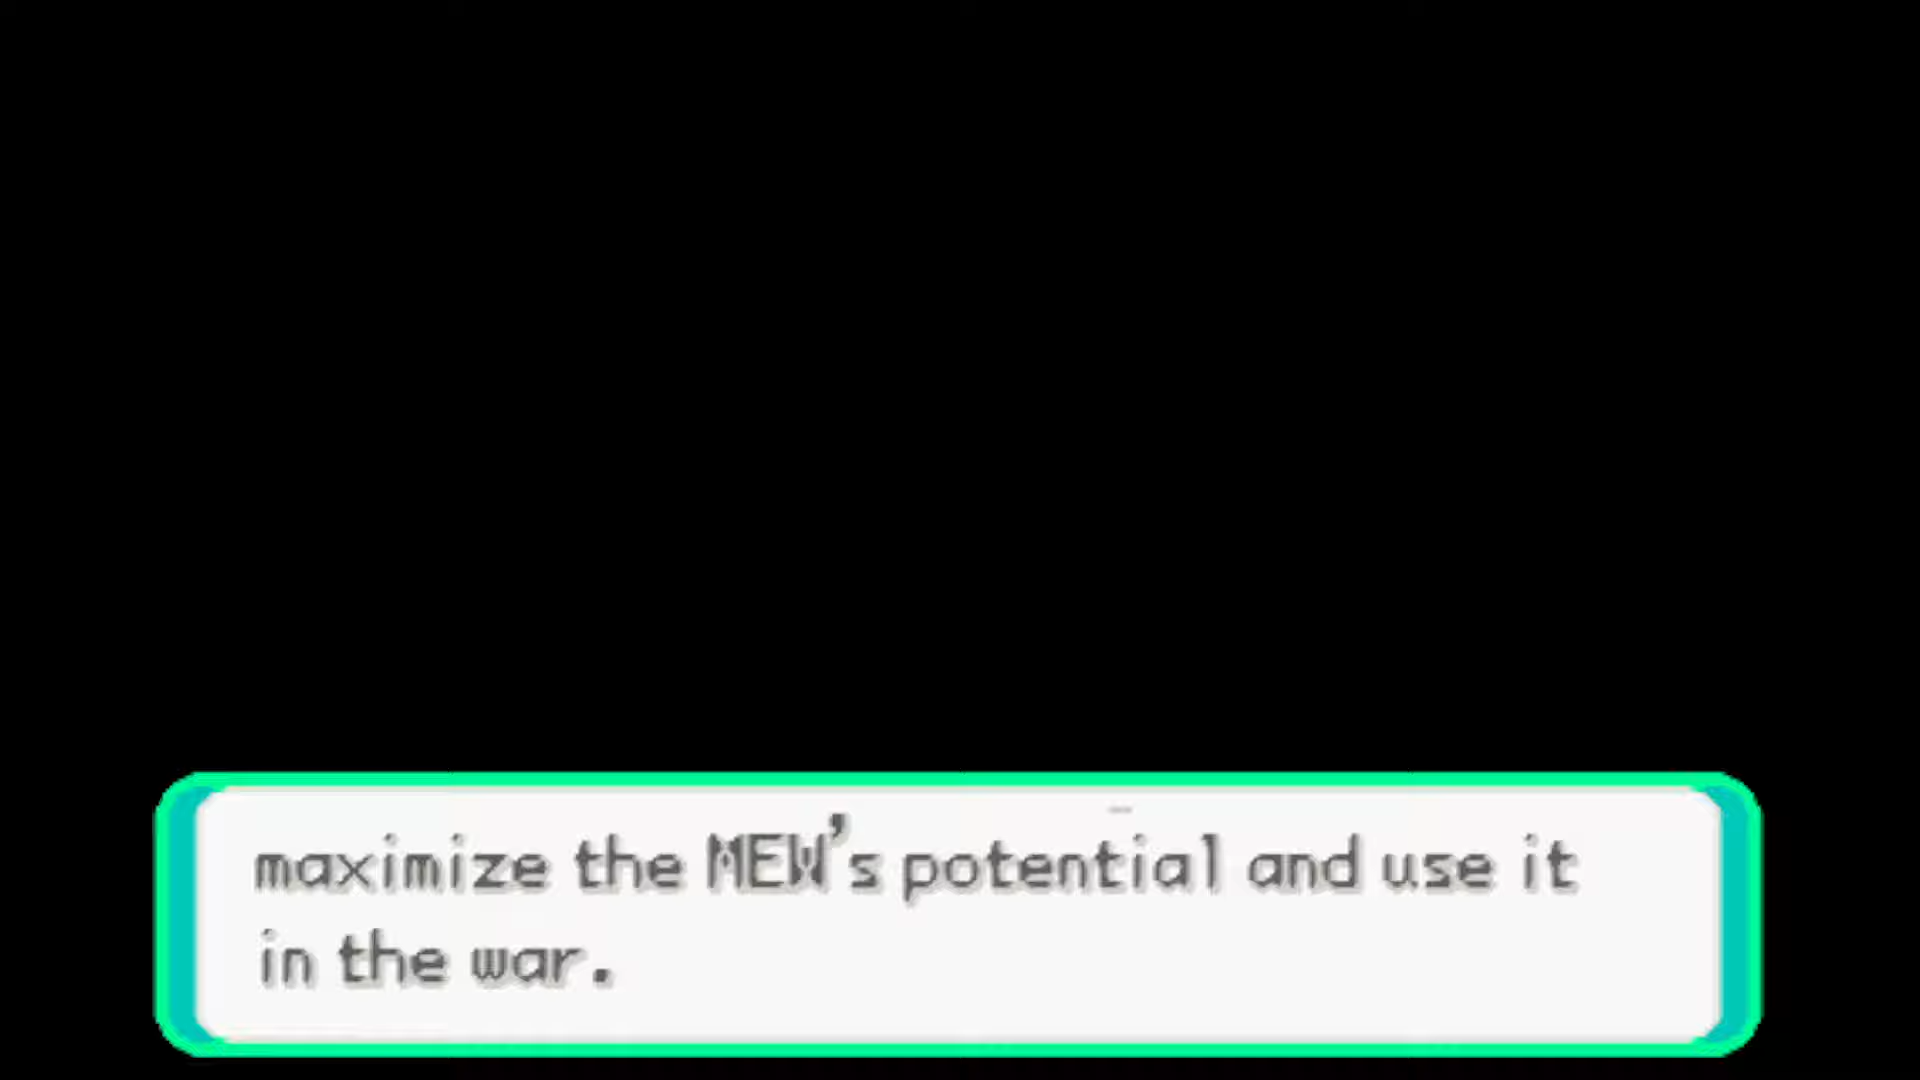 maximize the MEW's potential and use it
in the war.